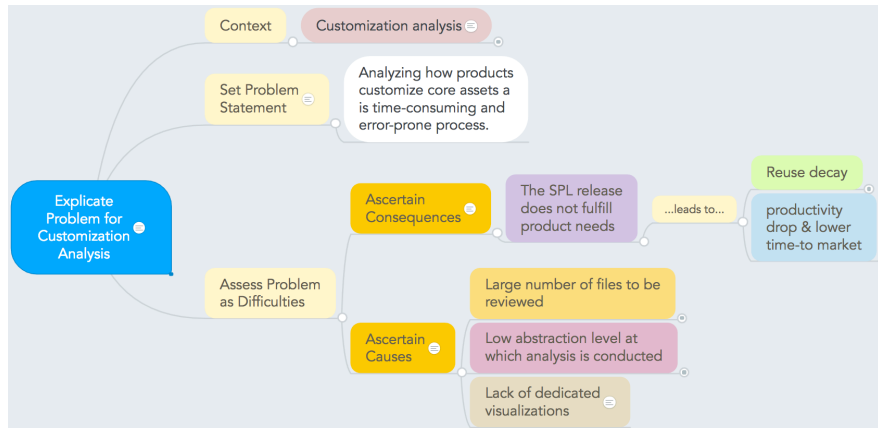 Context
Customization analysis
Set Problem
Statement
Analyzing how products
customize core assets a
is time-consuming and
error-prone process.
Explicate
Problem for
Customization
Analysis
Assess Problem
as Difficulties
Ascertain
Consequences
The SPL release
does not fulfill
product needs
...leads to...
Reuse decay
productivity
drop & lower
time-to market
Ascertain
Causes
Large number of files to be
reviewed
Low abstraction level at
which analysis is conducted
Lack of dedicated
visualizations